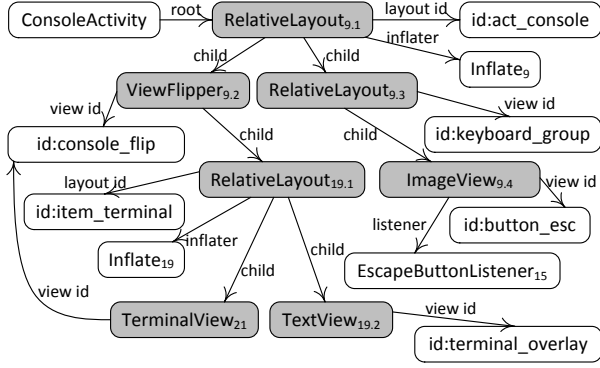 ConsoleActivity
root
RelativeLayout9.1
layout id
id:act_console
inflater
Inflate9
child
child
ViewFlipper9.2
RelativeLayout9.3
view id
view id
id:console_flip
child
child
id:keyboard_group
RelativeLayout19.1
ImageView9.4
layout id
view id
id:item_terminal
listener
id:button_esc
inflater
Inflate19
child
child
EscapeButtonListener15
view id
TerminalView21
TextView19.2
view id
id:terminal_overlay